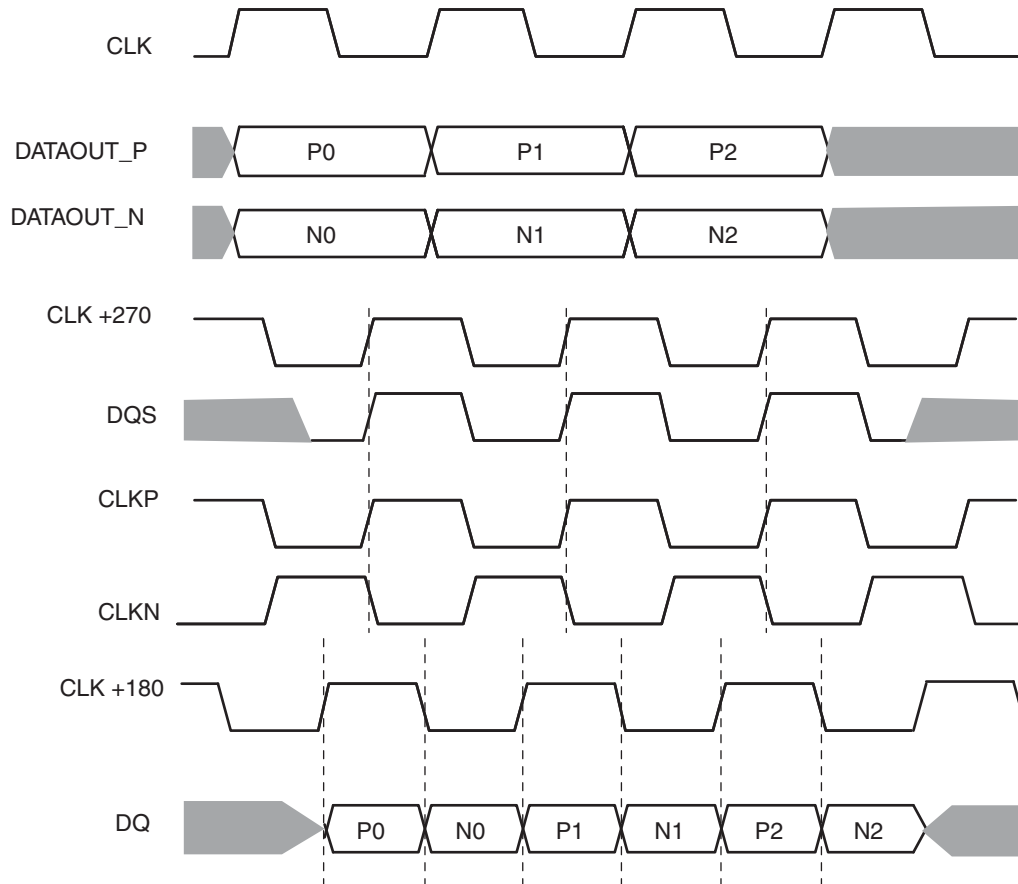 CLK
DATAOUT_P P0 P1 P2
DATAOUT_N N0 N1 N2
CLK +270
DQS
CLKP
CLKN
CLK +180
DQ P0 N0 P1 N1 P2 N2